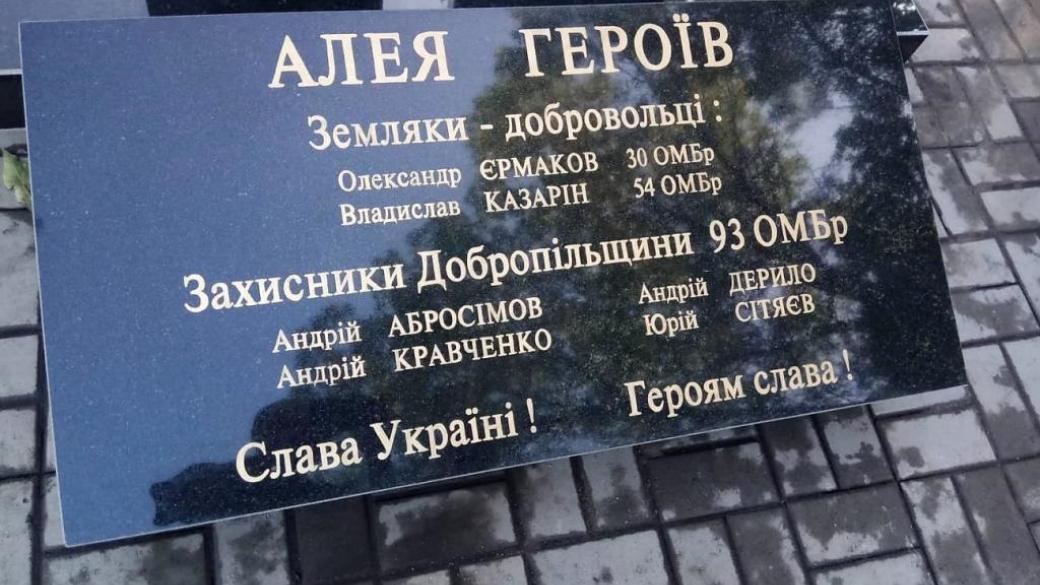 АЛЕЯ ГЕРОЇВ
Земляки - добровольці :
Олександр ЄРМАКОВ 30 ОМБр
Владислав КАЗАРІН 54 ОМБр
Захисники Добропільщини 93 ОМБр
Андрій АБРОСІМОВ Андрій ДЕРИЛО
Андрій КРАВЧЕНКО Юрій СІТЯЄВ
Слава Україні ! Героям слава !